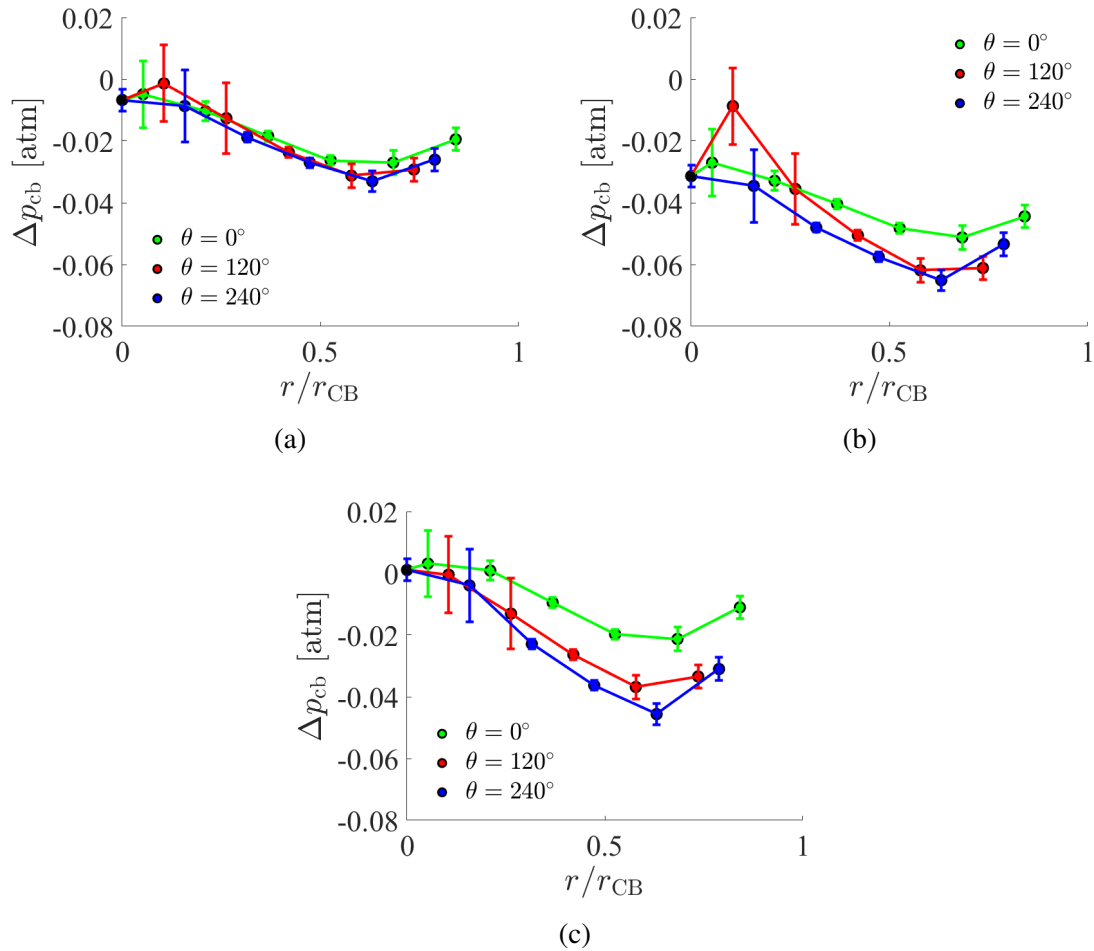 0.02
0
-0.02
-0.04
-0.06
-0.08
Δp_cb [atm]
θ = 0°
θ = 120°
θ = 240°
0 0.5 1
r/r_CB
(a)
0.02
0
-0.02
-0.04
-0.06
-0.08
Δp_cb [atm]
θ = 0°
θ = 120°
θ = 240°
0 0.5 1
r/r_CB
(b)
0.02
0
-0.02
-0.04
-0.06
-0.08
Δp_cb [atm]
θ = 0°
θ = 120°
θ = 240°
0 0.5 1
r/r_CB
(c)